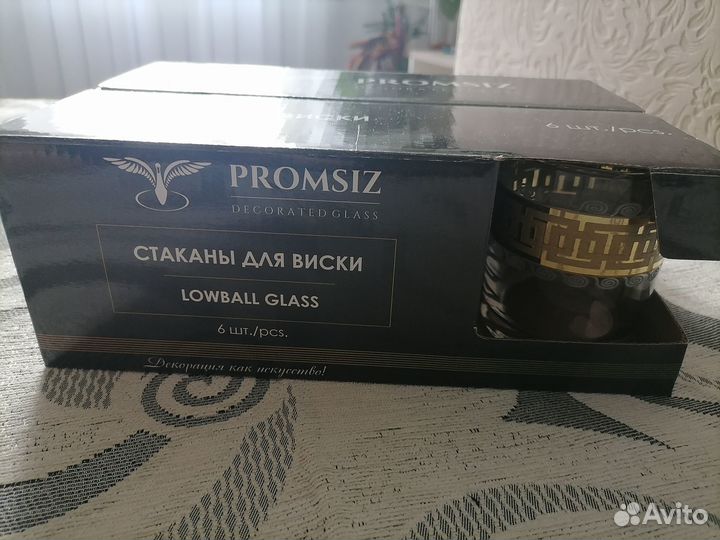 PROMSIZ
ВИСКИ
6 шт./pcs.
PROMSIZ
DECORATED GLASS
СТАКАНЫ ДЛЯ ВИСКИ
LOWBALL GLASS
6 шт./pcs.
Декорация как искусство!
Avito